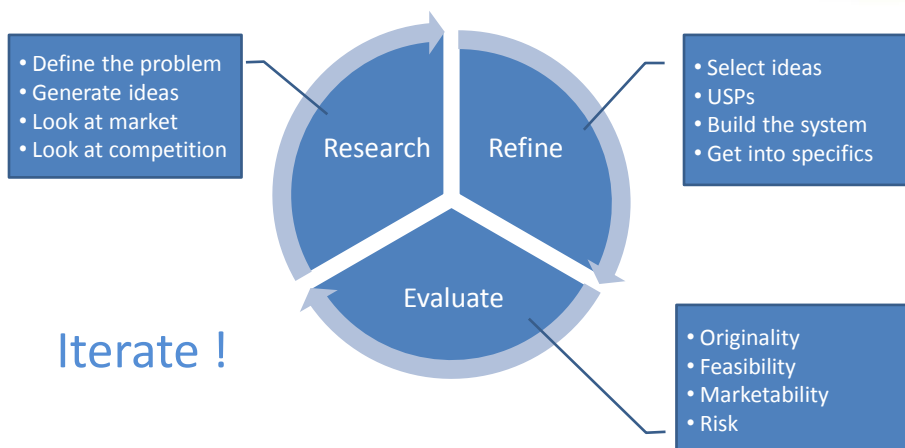 • Define the problem
• Generate ideas
• Look at market
• Look at competition
Research
Refine
• Select ideas
• USPs
• Build the system
• Get into specifics
Evaluate
Iterate !
• Originality
• Feasibility
• Marketability
• Risk